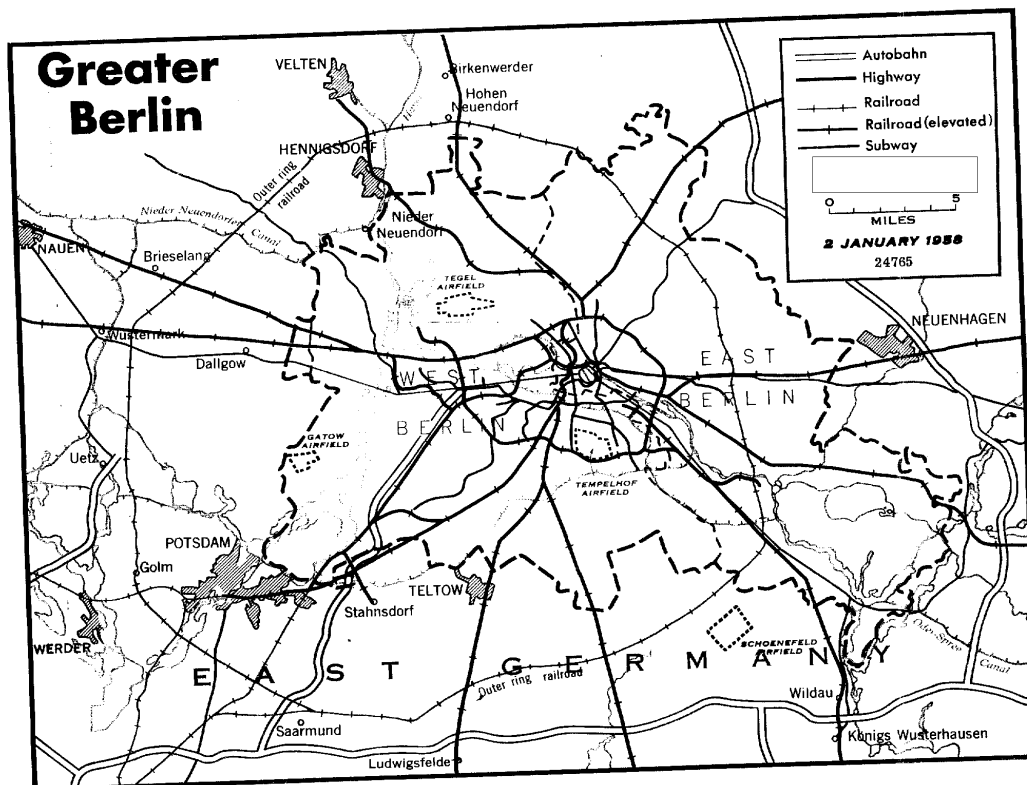 Greater
Berlin
VELTEN
Birkenwerder
Hohen
Neuendorf
HENNIGSDORF
Outer ring
railroad
Nieder Neuendorfer
Canal
Nieder
Neuendorf
NAUEN
Brieselang
TEGEL
AIRFIELD
Wustermark
Dallgow
WEST
BERLIN
EAST
BERLIN
NEUENHAGEN
GATOW
AIRFIELD
TEMPELHOF
AIRFIELD
Uetz
POTSDAM
Golm
TELTOW
Stahnsdorf
WERDER
SCHOENEFELD
AIRFIELD
EAST GERMANY
Outer ring railroad
Oder-Spree
Canal
Wildau
Saarmund
Königs Wusterhausen
Ludwigsfelde
Autobahn
Highway
Railroad
Railroad (elevated)
Subway
0 5
MILES
2 JANUARY 1958
24765